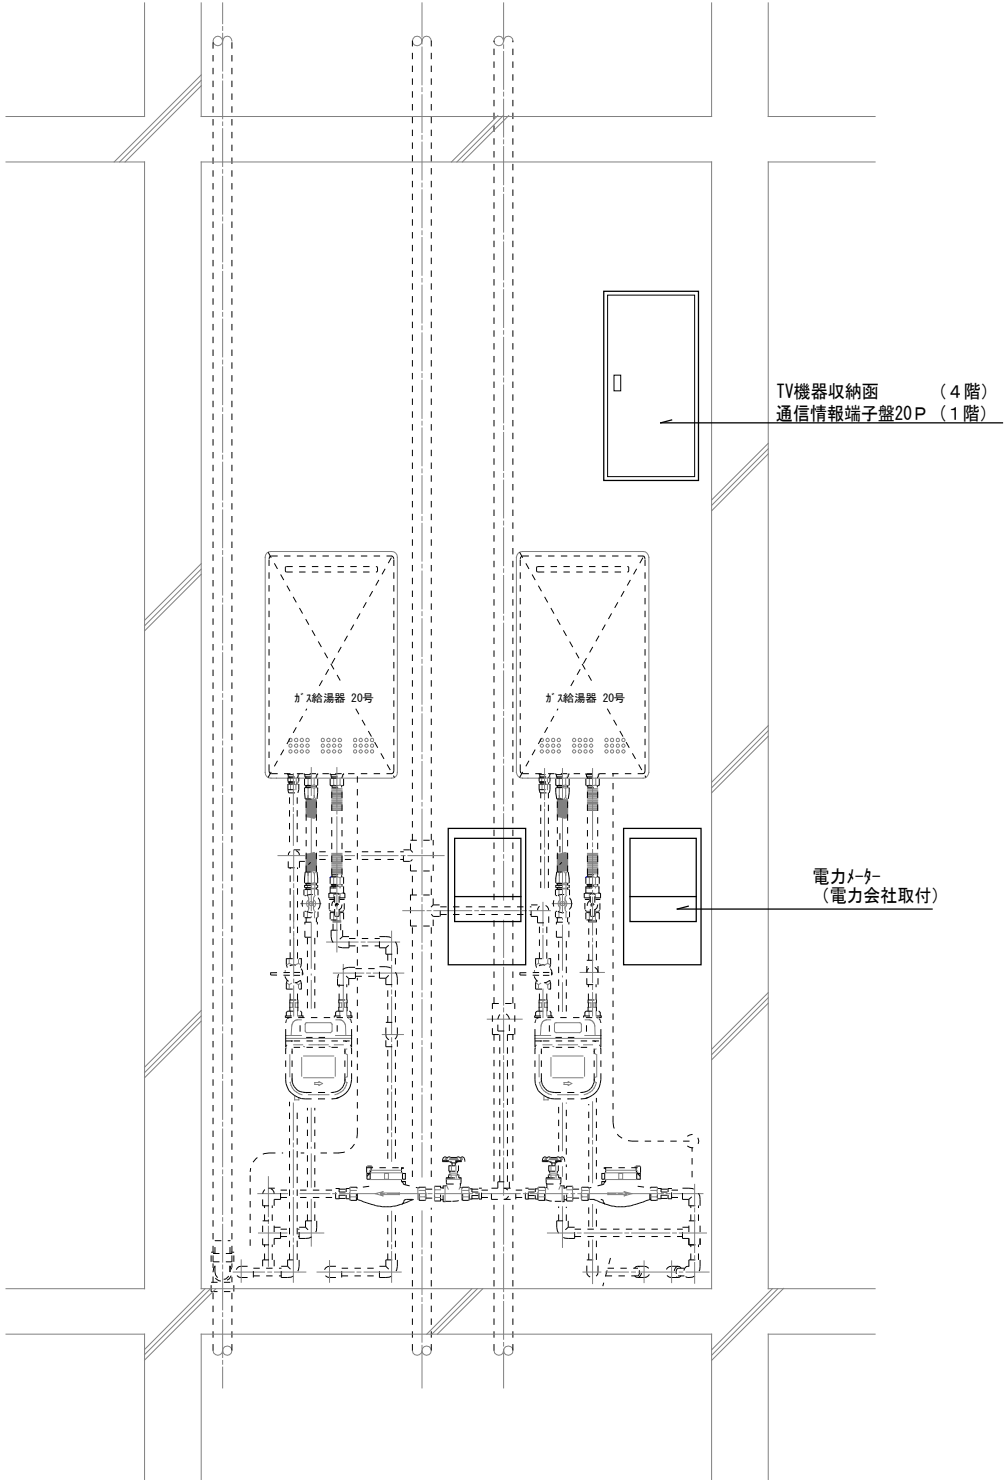 TV機器収納函 （４階）
通信情報端子盤20Ｐ （１階）
ｶﾞｽ給湯器 20号
ｶﾞｽ給湯器 20号
電力ﾒｰﾀｰ
（電力会社取付）